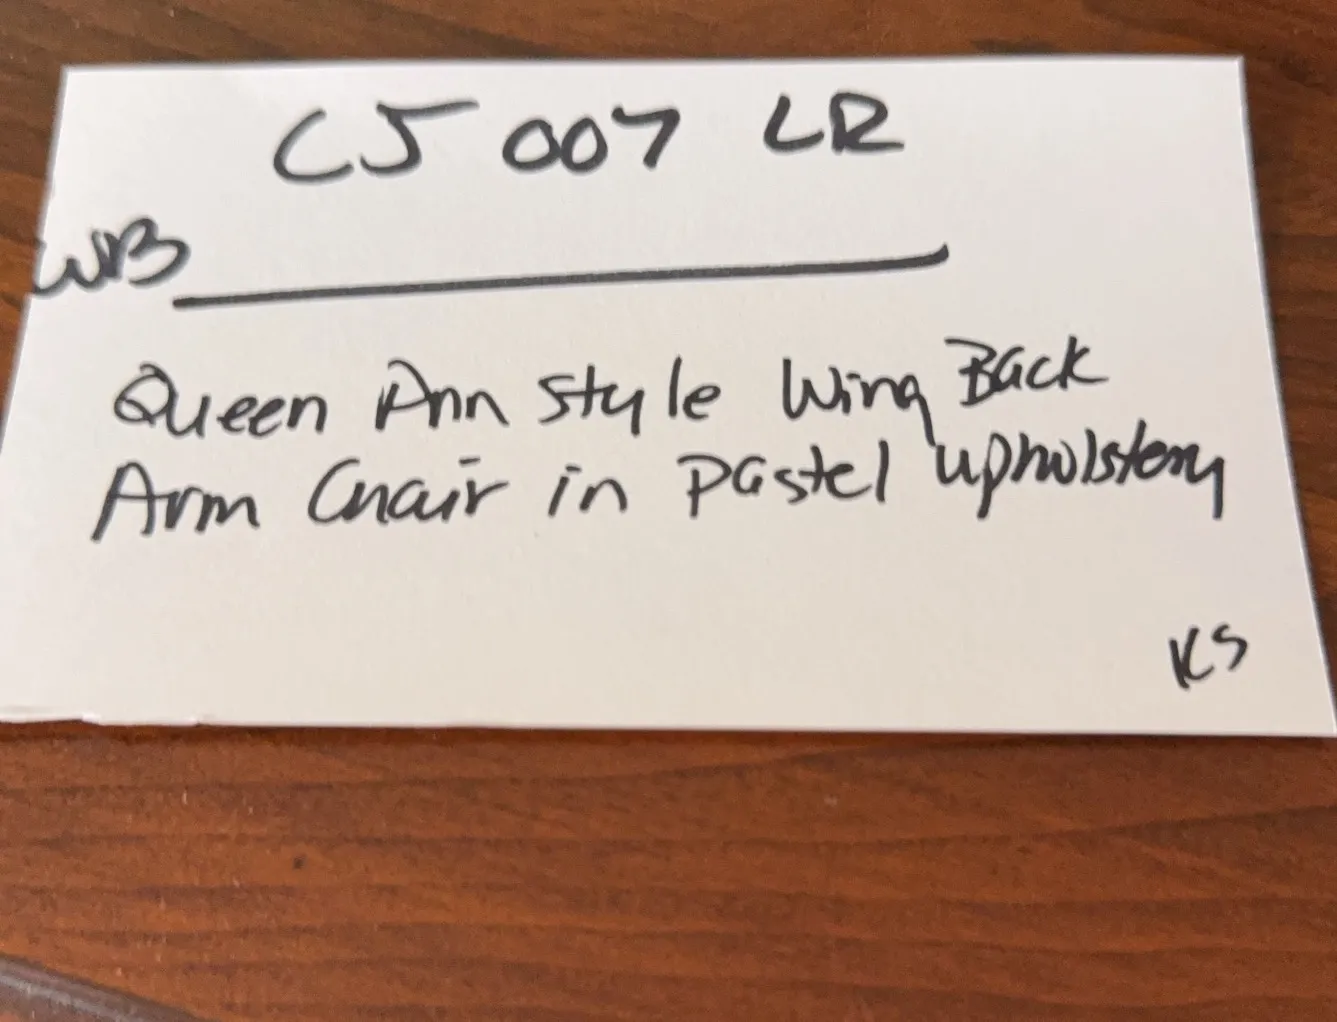 CJ 007 LR
WB
Queen Ann Style Wing Back
Arm Chair in Pastel upholstery
KS